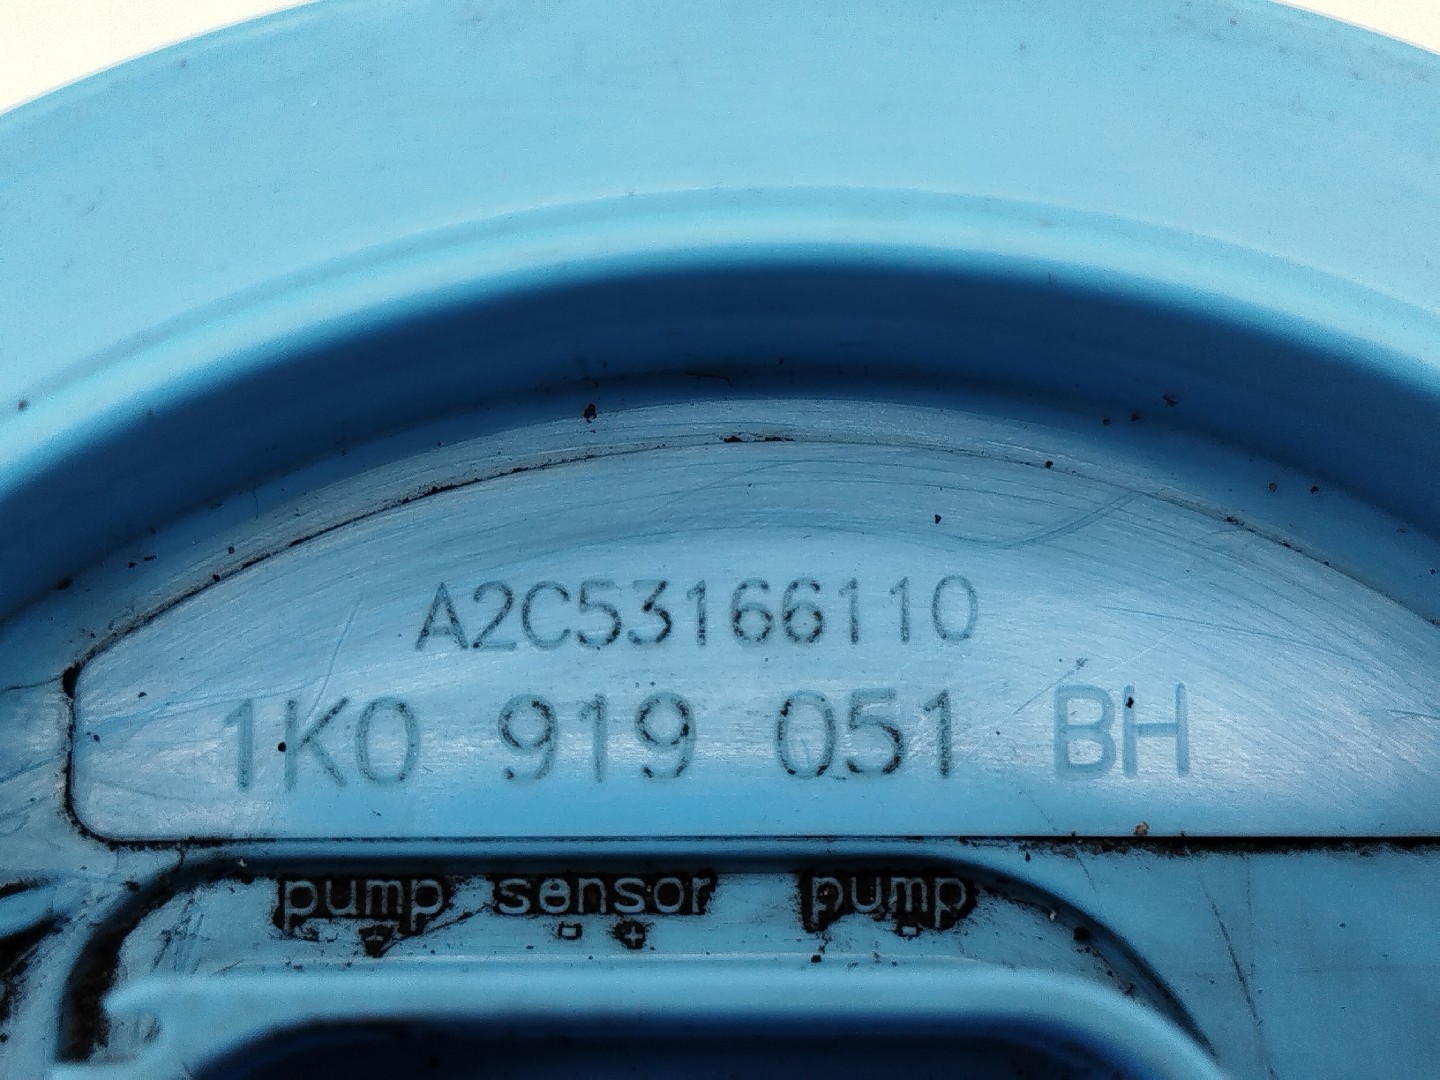 A2C53166110
1K0 919 051 BH
pump sensor pump
- - + -